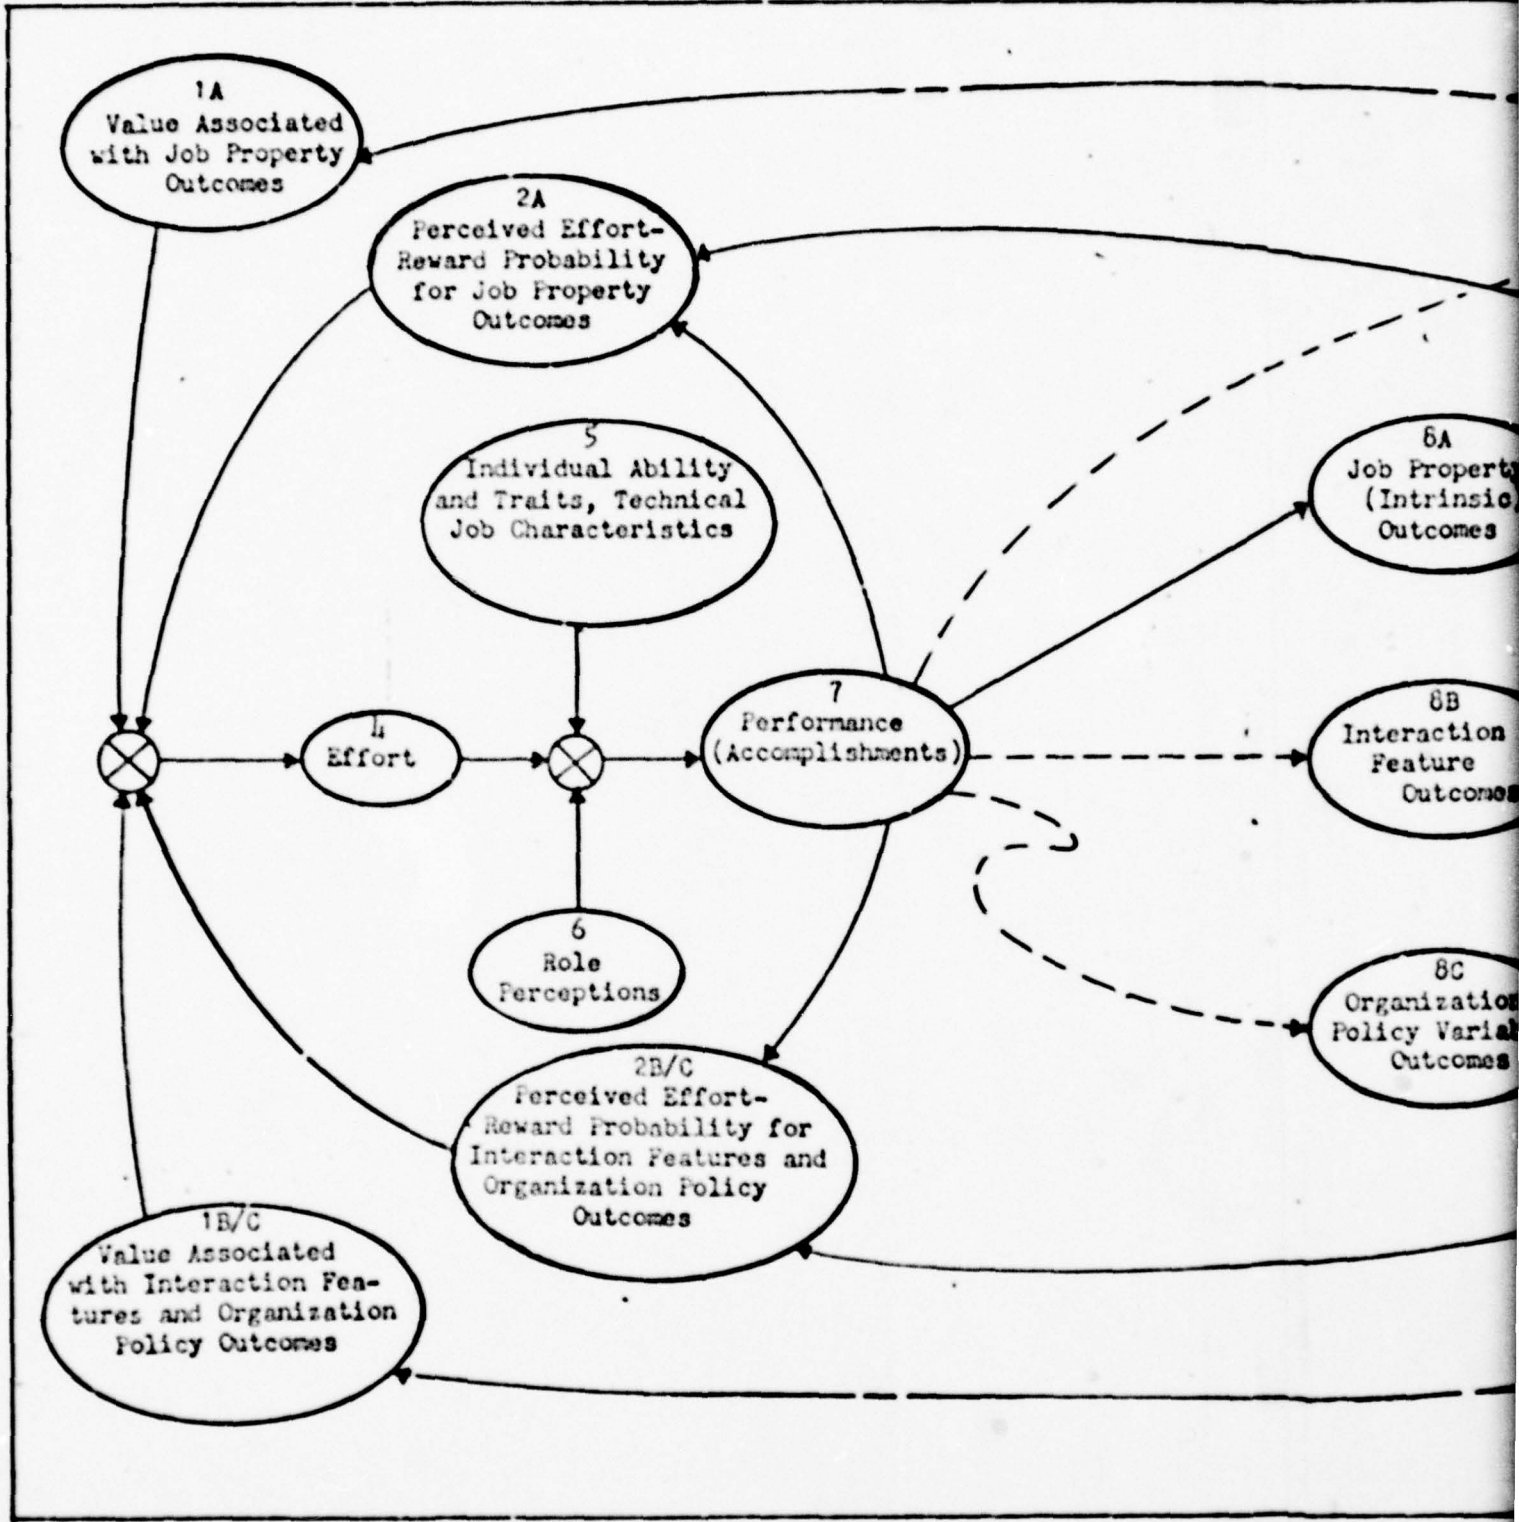 1A
Value Associated
with Job Property
Outcomes
2A
Perceived Effort-
Reward Probability
for Job Property
Outcomes
5
Individual Ability
and Traits, Technical
Job Characteristics
8A
Job Property
(Intrinsic)
Outcomes
4
Effort
7
Performance
(Accomplishments)
8B
Interaction
Feature
Outcomes
6
Role
Perceptions
8C
Organization
Policy Variab
Outcomes
2B/C
Perceived Effort-
Reward Probability for
Interaction Features and
Organization Policy
Outcomes
1B/C
Value Associated
with Interaction Fea-
tures and Organization
Policy Outcomes